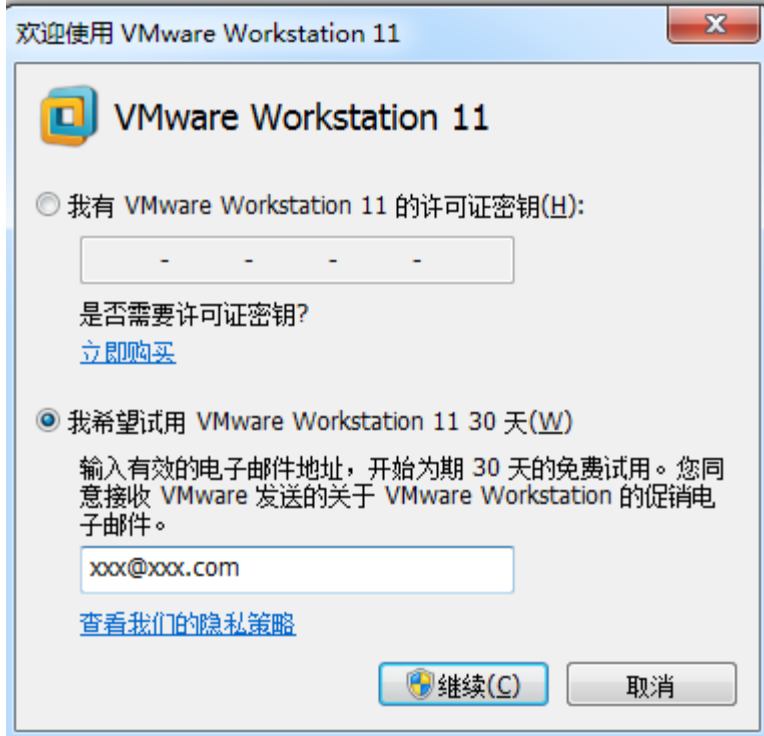 欢迎使用 VMware Workstation 11
VMware Workstation 11
我有 VMware Workstation 11 的许可证密钥(H):
- - - -
是否需要许可证密钥?
立即购买
我希望试用 VMware Workstation 11 30 天(W)
输入有效的电子邮件地址，开始为期 30 天的免费试用。您同
意接收 VMware 发送的关于 VMware Workstation 的促销电
子邮件。
xxx@xxx.com
查看我们的隐私策略
继续(C) 取消